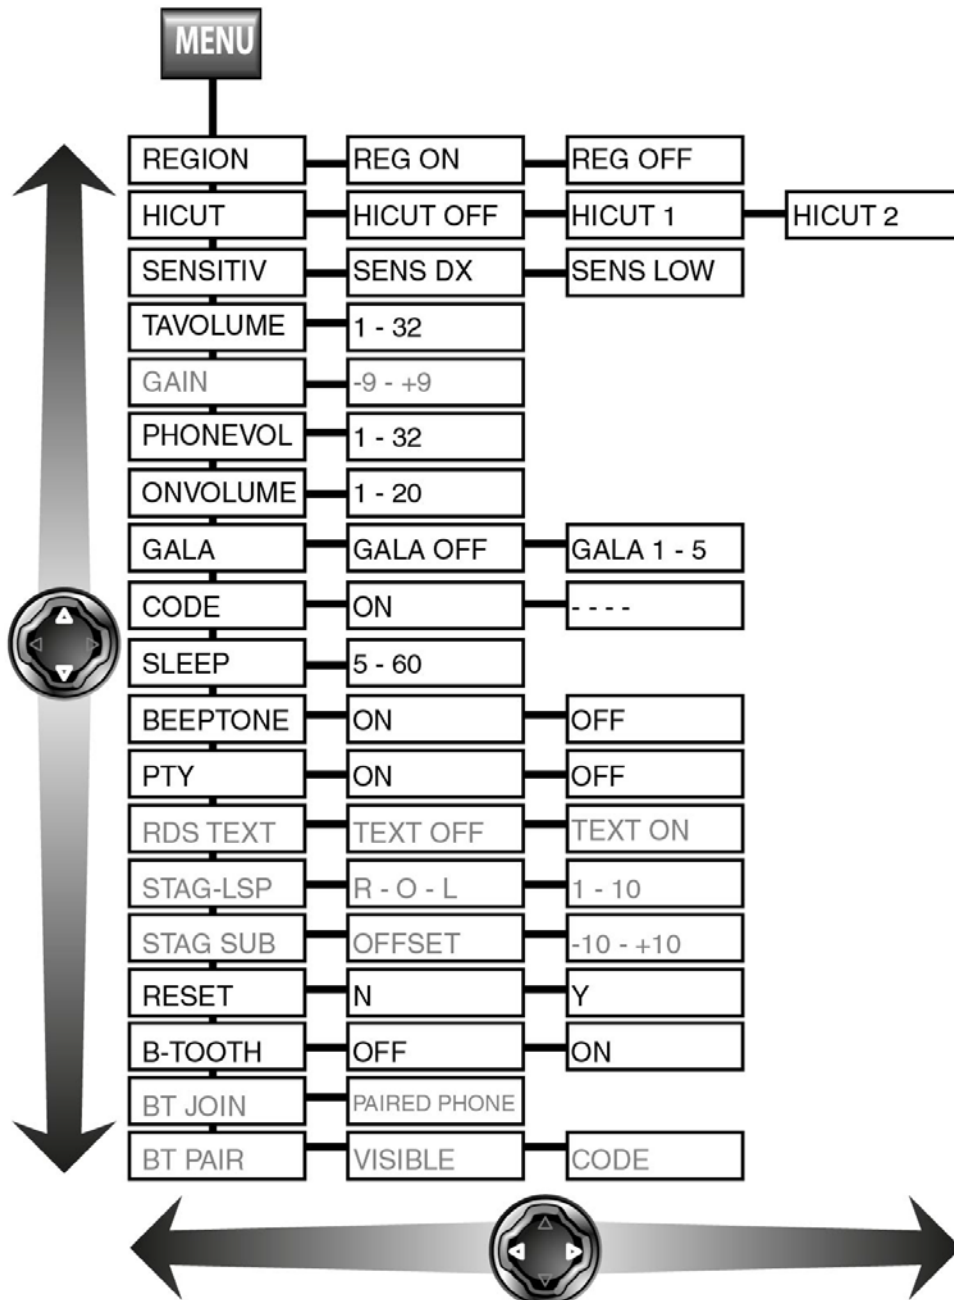 MENU
REGION REG ON REG OFF
HICUT HICUT OFF HICUT 1 HICUT 2
SENSITIV SENS DX SENS LOW
TAVOLUME 1 - 32
GAIN -9 - +9
PHONEVOL 1 - 32
ONVOLUME 1 - 20
GALA GALA OFF GALA 1 - 5
CODE ON - - - -
SLEEP 5 - 60
BEEPTONE ON OFF
PTY ON OFF
RDS TEXT TEXT OFF TEXT ON
STAG-LSP R - O - L 1 - 10
STAG SUB OFFSET -10 - +10
RESET N Y
B-TOOTH OFF ON
BT JOIN PAIRED PHONE
BT PAIR VISIBLE CODE